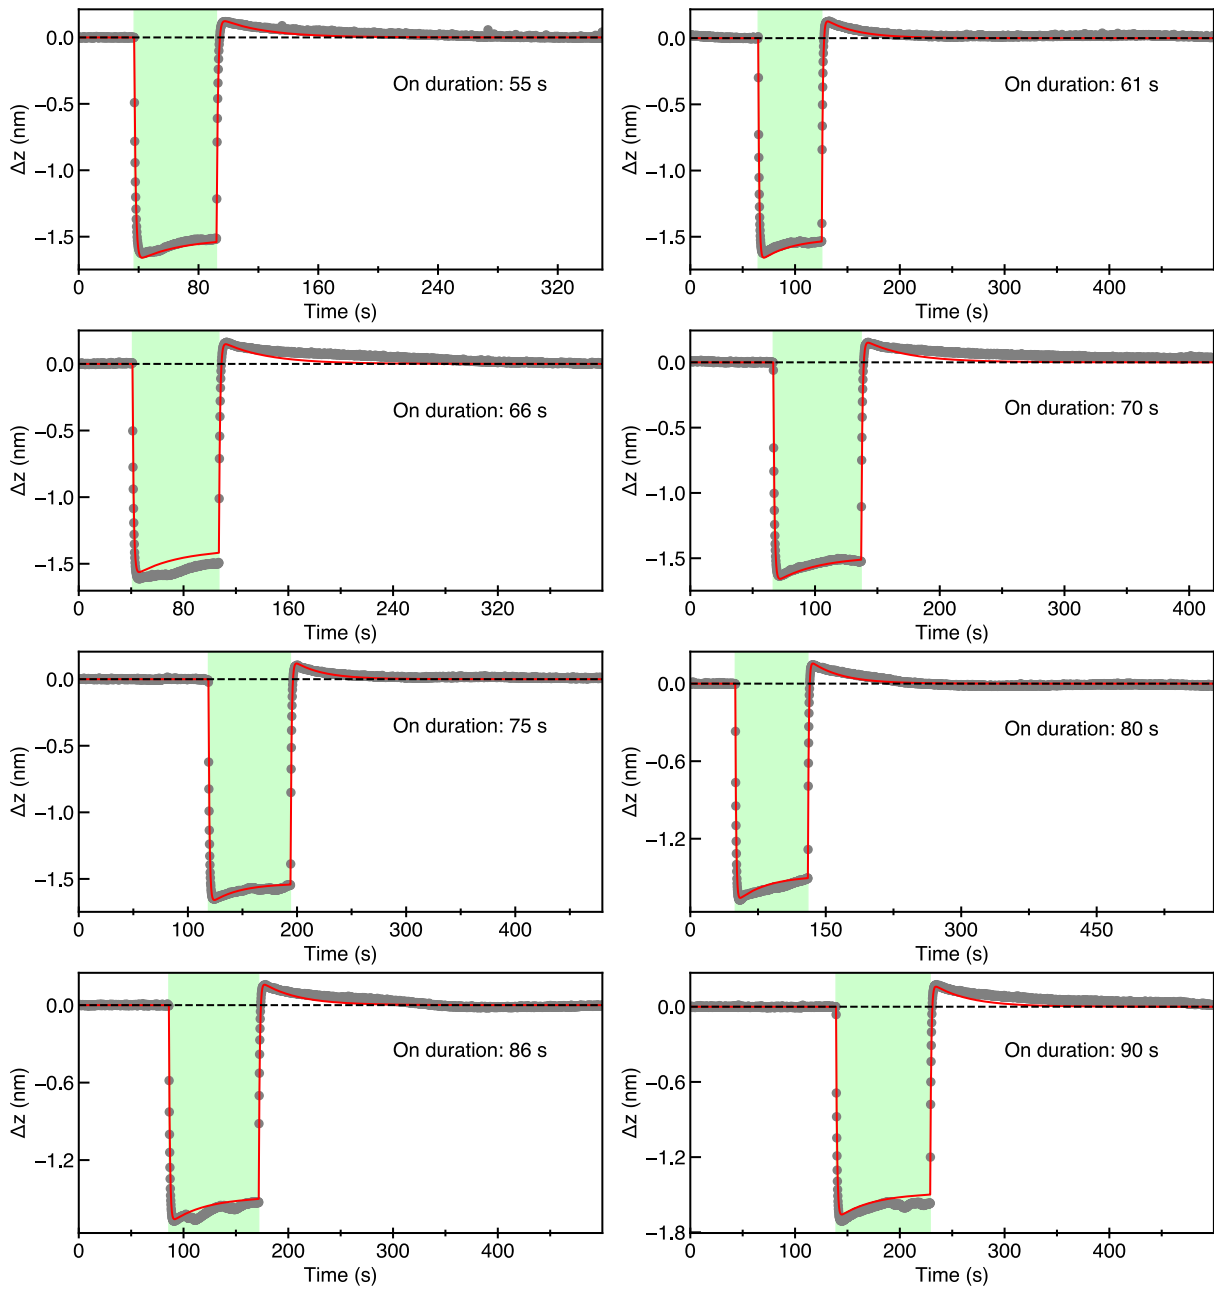 0.0
−0.5
−1.0
−1.5
Δz (nm)
On duration: 55 s
0 80 160 240 320
Time (s)
0.0
−0.5
−1.0
−1.5
Δz (nm)
On duration: 61 s
0 100 200 300 400
Time (s)
0.0
−0.5
−1.0
−1.5
Δz (nm)
On duration: 66 s
0 80 160 240 320
Time (s)
0.0
−0.5
−1.0
−1.5
Δz (nm)
On duration: 70 s
0 100 200 300 400
Time (s)
0.0
−0.5
−1.0
−1.5
Δz (nm)
On duration: 75 s
0 100 200 300 400
Time (s)
0.0
−0.6
−1.2
Δz (nm)
On duration: 80 s
0 150 300 450
Time (s)
0.0
−0.6
−1.2
Δz (nm)
On duration: 86 s
0 100 200 300 400
Time (s)
0.0
−0.6
−1.2
−1.8
Δz (nm)
On duration: 90 s
0 100 200 300 400
Time (s)